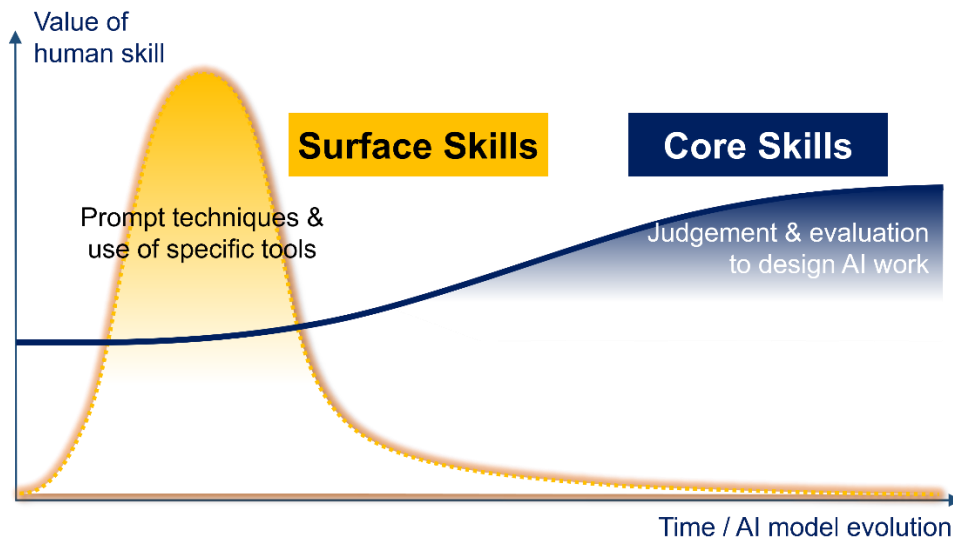 Value of
human skill
Surface Skills
Core Skills
Prompt techniques &
use of specific tools
Judgement & evaluation
to design AI work
Time / AI model evolution